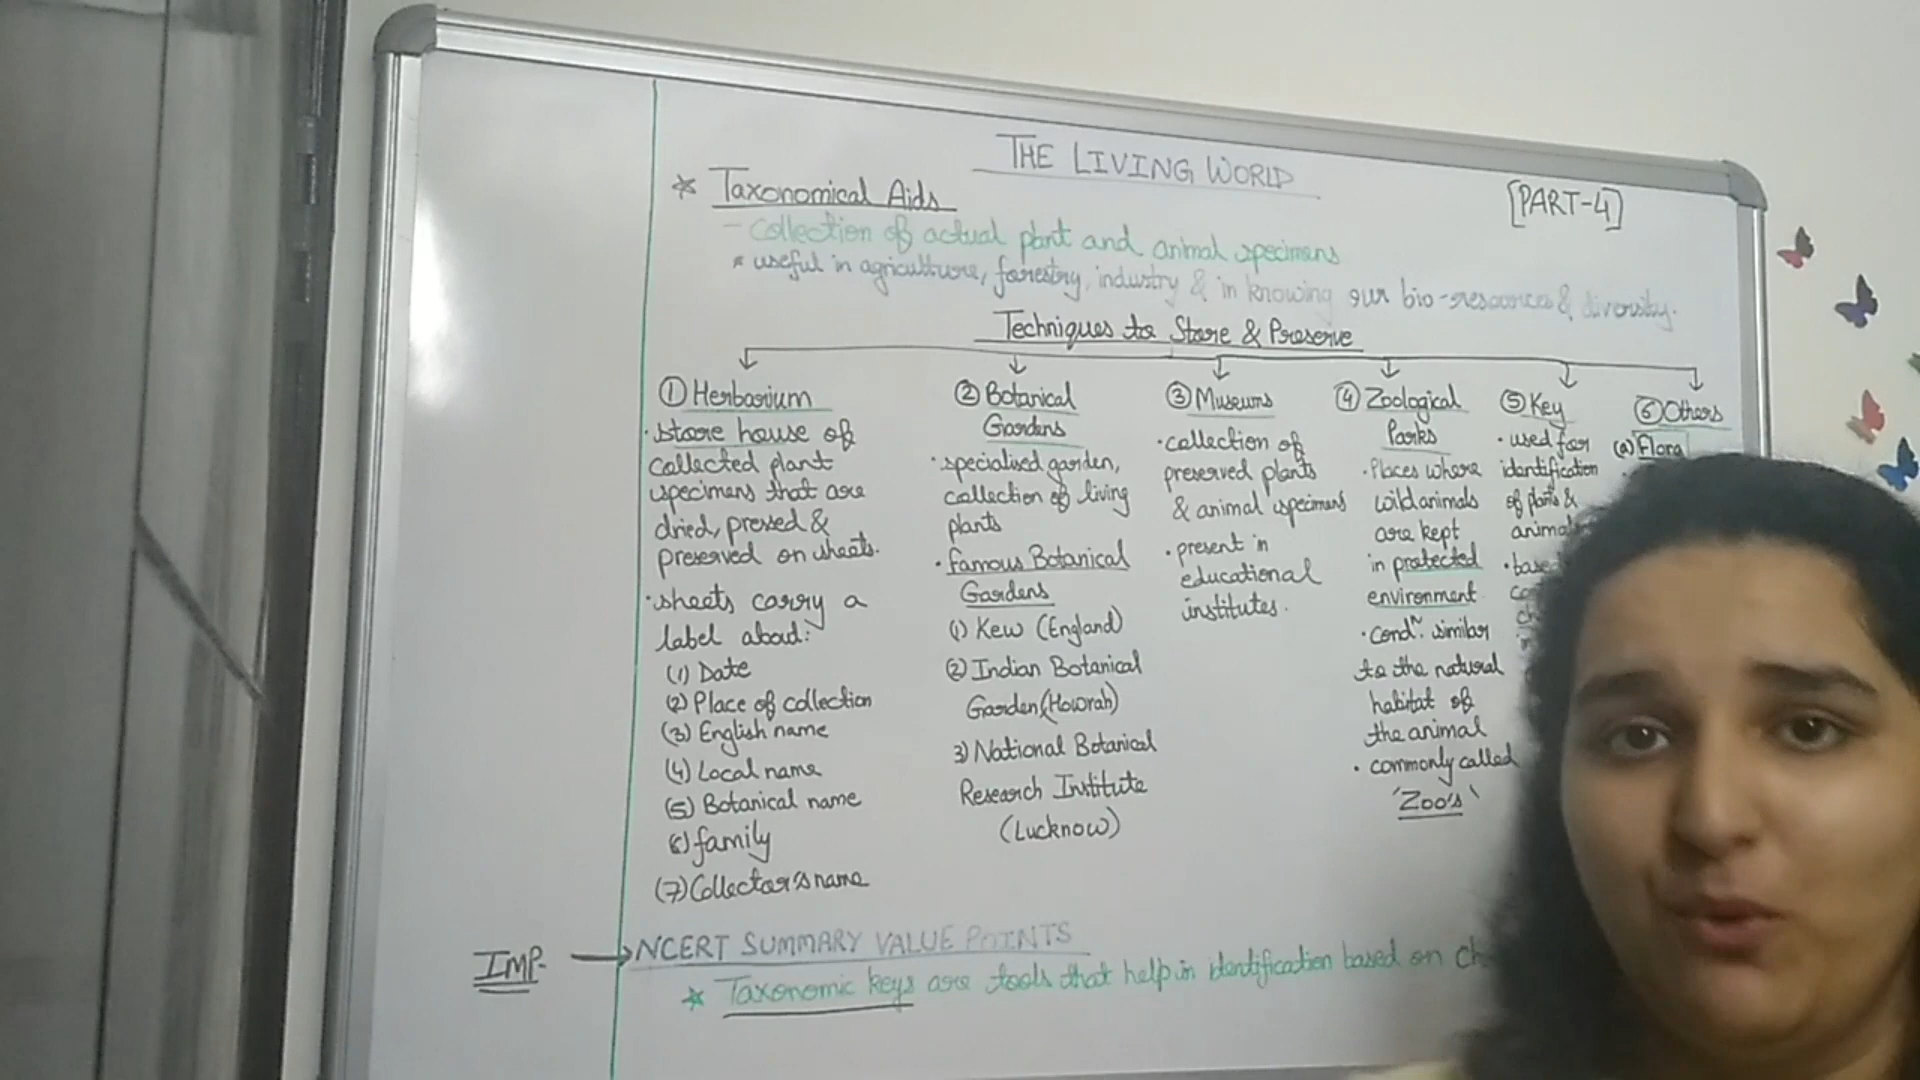 THE LIVING WORLD
[PART-4]
* Taxonomical Aids
- Collection of actual plant and animal specimens
* useful in agriculture, forestry, industry & in knowing our bio-resources & diversity.
Techniques to Store & Preserve
① Herbarium
· store house of
collected plant
specimens that are
dried, pressed &
preserved on sheets.
· sheets carry a
label about:
(1) Date
(2) Place of collection
(3) English name
(4) Local name
(5) Botanical name
6) family
(7) Collector's name
② Botanical
Gardens
· specialised garden,
collection of living
plants
· famous Botanical
Gardens
(1) Kew (England)
(2) Indian Botanical
Garden (Howrah)
3) National Botanical
Research Institute
(Lucknow)
③ Museums
· collection of
preserved plants
& animal specimens
· present in
educational
institutes.
④ Zoological
Parks
· Places where
wild animals
are kept
in protected
environment
· Condn. similar
to the natural
habitat of
the animal
· commonly called
'Zoo's'
⑤ Key
· used for
identification
of plants &
⑥ Others
(a) Flora
IMP. → NCERT SUMMARY VALUE POINTS
* Taxonomic keys are tools that help in identification based on